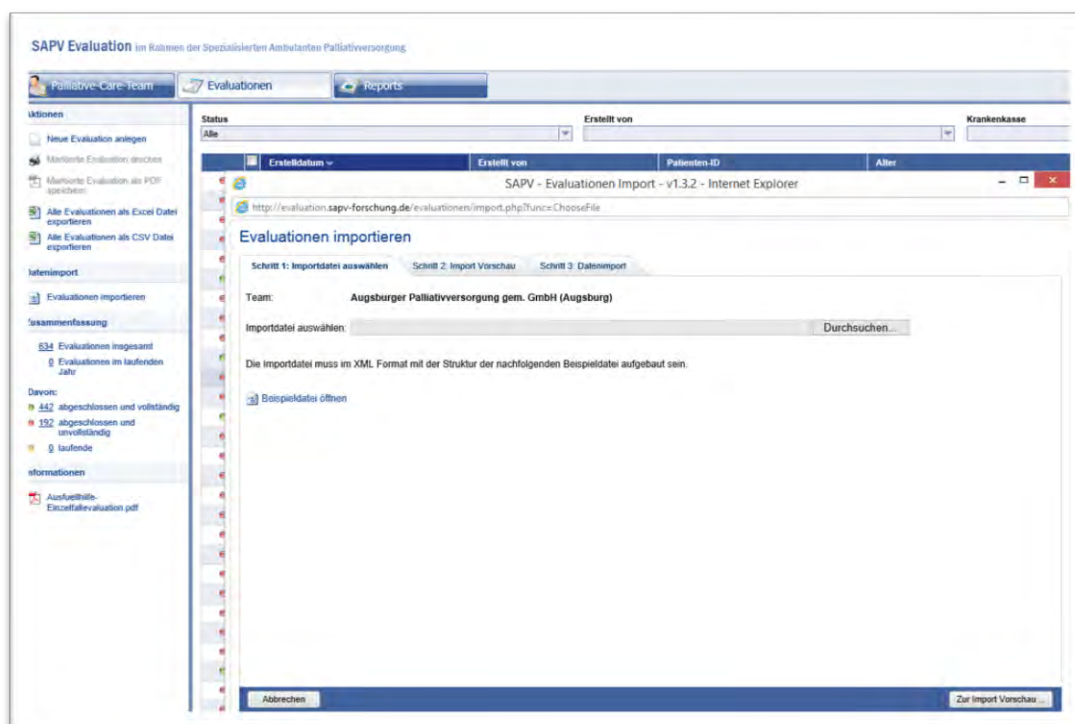 SAPV Evaluation im Rahmen der Spezialisierten Ambulanten Palliativversorgung
Palliative-Care-Team
Evaluationen
Reports
Aktionen
Neue Evaluation anlegen
Markierte Evaluation drucken
Markierte Evaluation als PDF
speichern
Alle Evaluationen als Excel Datei
exportieren
Alle Evaluationen als CSV Datei
exportieren
Datenimport
Evaluationen importieren
Zusammenfassung
634 Evaluationen insgesamt
0 Evaluationen im laufenden
Jahr
Davon:
442 abgeschlossen und vollständig
192 abgeschlossen und
unvollständig
0 laufende
nformationen
Ausfuellhilfe-
Einzelfallevaluation.pdf
Status
Erstellt von
Krankenkasse
Alle
Erstelldatum
Erstellt von
Patienten-ID
Alter
SAPV - Evaluationen Import - v1.3.2 - Internet Explorer
http://evaluation.sapv-forschung.de/evaluationen/import.php?func=ChooseFile
Evaluationen importieren
Schritt 1: Importdatei auswählen
Schritt 2: Import Vorschau
Schritt 3: Datenimport
Team: Augsburger Palliativversorgung gem. GmbH (Augsburg)
Importdatei auswählen: Durchsuchen...
Die Importdatei muss im XML Format mit der Struktur der nachfolgenden Beispieldatei aufgebaut sein.
Beispieldatei öffnen
Abbrechen
Zur Import Vorschau ...